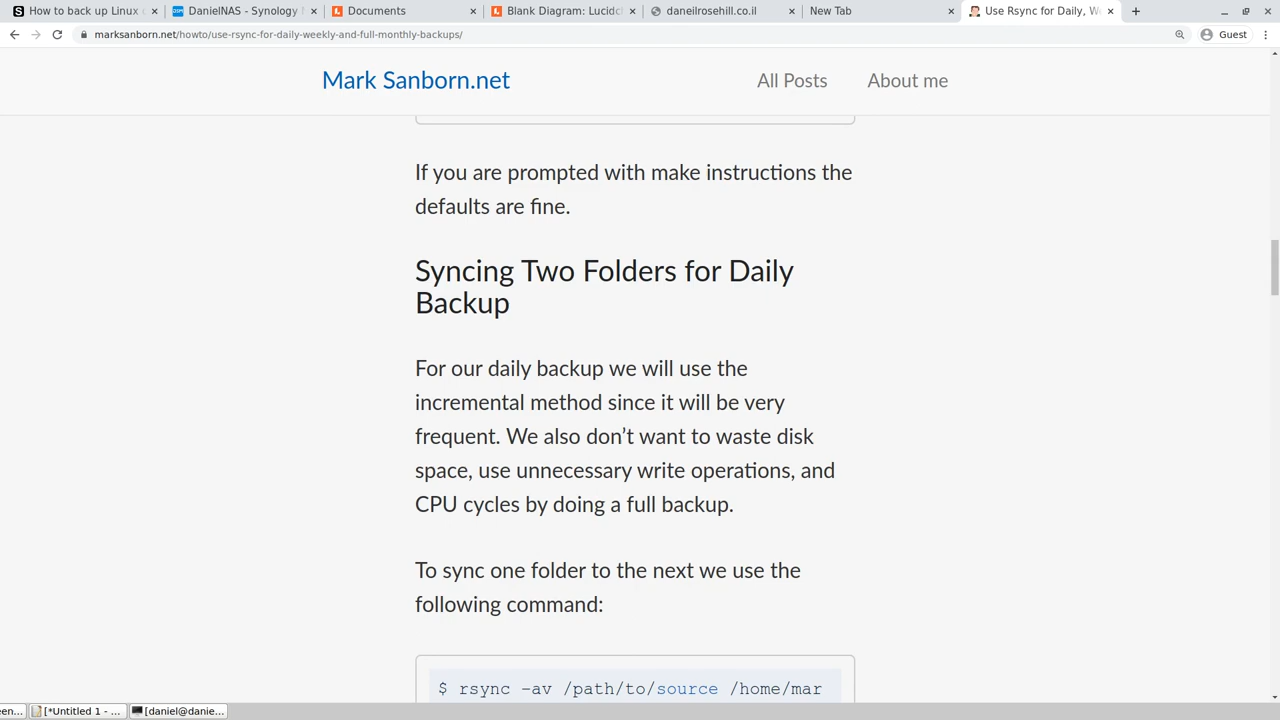 How to back up Linux
DanielNAS - Synology
Documents
Blank Diagram: Lucidch
daneilrosehill.co.il
New Tab
Use Rsync for Daily, W
marksanborn.net/howto/use-rsync-for-daily-weekly-and-full-monthly-backups/
Guest
Mark Sanborn.net
All Posts
About me
If you are prompted with make instructions the
defaults are fine.
Syncing Two Folders for Daily
Backup
For our daily backup we will use the
incremental method since it will be very
frequent. We also don’t want to waste disk
space, use unnecessary write operations, and
CPU cycles by doing a full backup.
To sync one folder to the next we use the
following command:
$ rsync -av /path/to/source /home/mar
een...
[*Untitled 1 - ...
[daniel@danie...